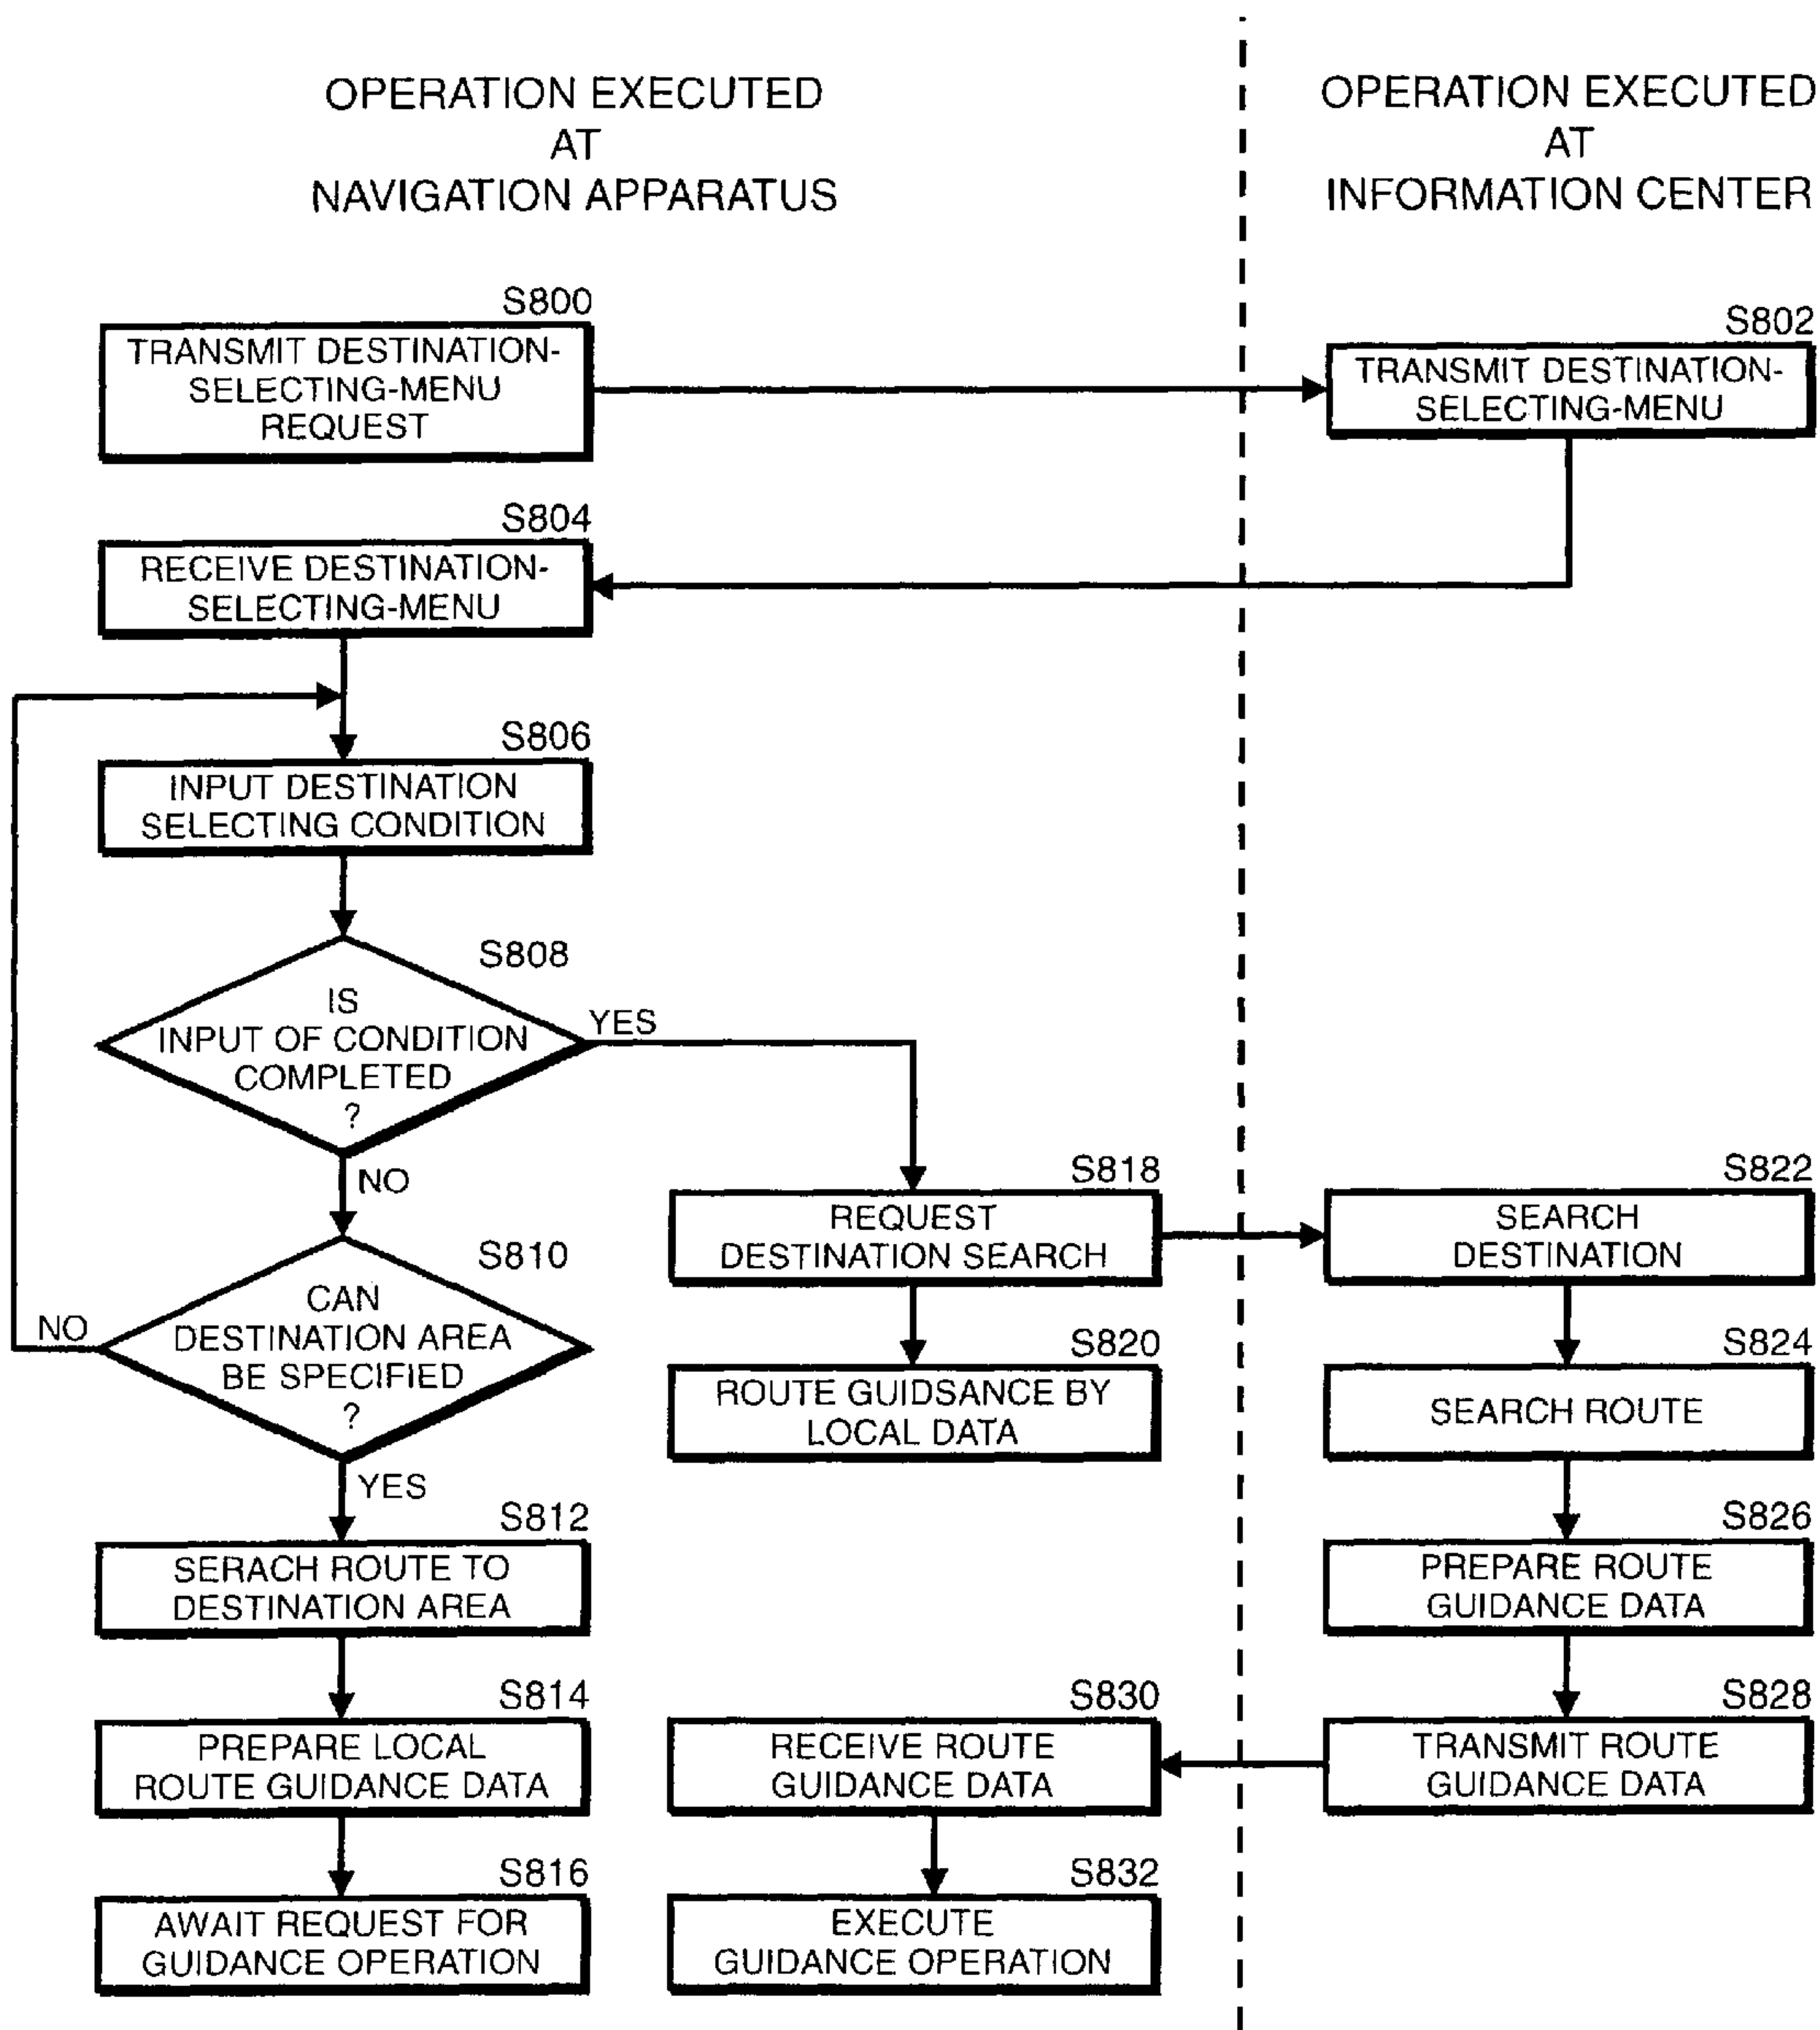 OPERATION EXECUTED
AT
NAVIGATION APPARATUS
OPERATION EXECUTED
AT
INFORMATION CENTER
S800
TRANSMIT DESTINATION-
SELECTING-MENU
REQUEST
S802
TRANSMIT DESTINATION-
SELECTING-MENU
S804
RECEIVE DESTINATION-
SELECTING-MENU
S806
INPUT DESTINATION
SELECTING CONDITION
S808
IS
INPUT OF CONDITION
COMPLETED
?
YES
NO
S810
CAN
DESTINATION AREA
BE SPECIFIED
?
NO
YES
S812
SERACH ROUTE TO
DESTINATION AREA
S814
PREPARE LOCAL
ROUTE GUIDANCE DATA
S816
AWAIT REQUEST FOR
GUIDANCE OPERATION
S818
REQUEST
DESTINATION SEARCH
S820
ROUTE GUIDSANCE BY
LOCAL DATA
S822
SEARCH
DESTINATION
S824
SEARCH ROUTE
S826
PREPARE ROUTE
GUIDANCE DATA
S828
TRANSMIT ROUTE
GUIDANCE DATA
S830
RECEIVE ROUTE
GUIDANCE DATA
S832
EXECUTE
GUIDANCE OPERATION